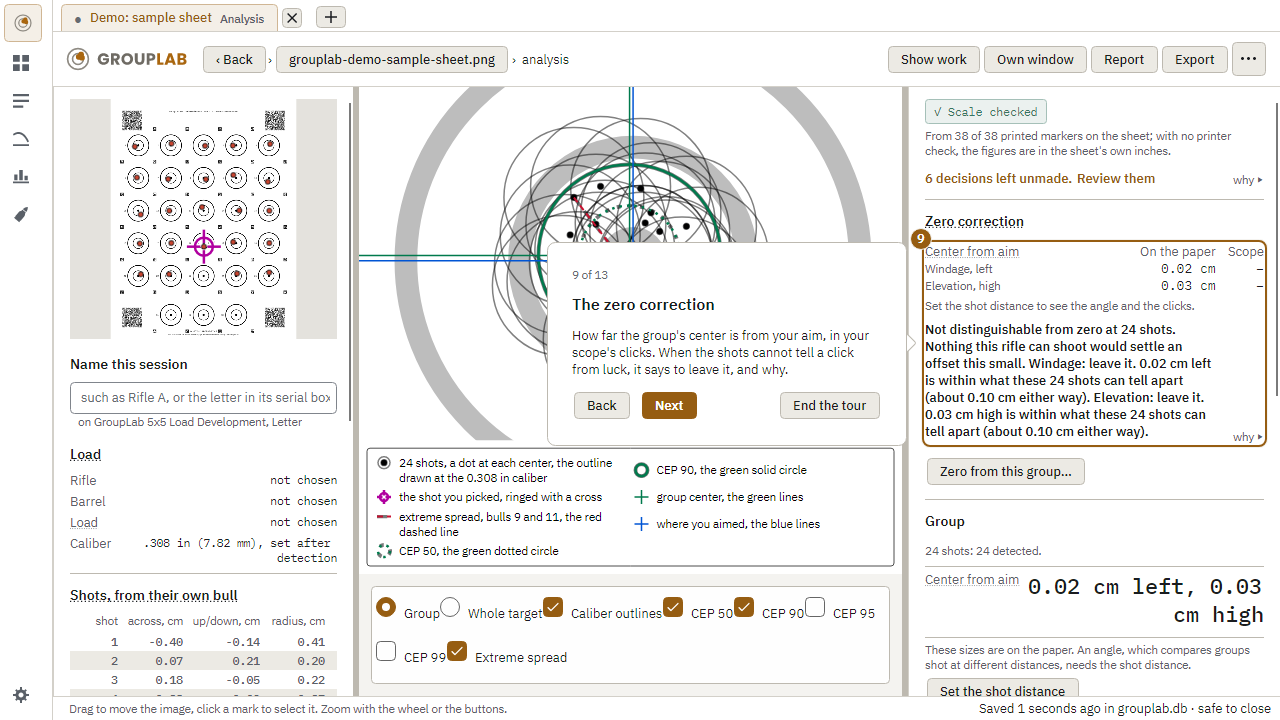 Demo: sample sheet Analysis
GROUPLAB
‹ Back › grouplab-demo-sample-sheet.png › analysis
Show work
Own window
Report
Export
Name this session
such as Rifle A, or the letter in its serial box
on GroupLab 5x5 Load Development, Letter
Load
Rifle not chosen
Barrel not chosen
Load not chosen
Caliber .308 in (7.82 mm), set after
detection
Shots, from their own bull
shot across, cm up/down, cm radius, cm
1 -0.40 -0.14 0.41
2 0.07 0.21 0.20
3 0.18 -0.05 0.22
9 of 13
The zero correction
How far the group's center is from your aim, in your
scope's clicks. When the shots cannot tell a click
from luck, it says to leave it, and why.
Back
Next
End the tour
24 shots, a dot at each center, the outline
drawn at the 0.308 in caliber
the shot you picked, ringed with a cross
extreme spread, bulls 9 and 11, the red
dashed line
CEP 50, the green dotted circle
CEP 90, the green solid circle
group center, the green lines
where you aimed, the blue lines
Group Whole target Caliber outlines CEP 50 CEP 90 CEP 95
CEP 99 Extreme spread
√ Scale checked
From 38 of 38 printed markers on the sheet; with no printer
check, the figures are in the sheet's own inches.
6 decisions left unmade. Review them why ▸
Zero correction
9
Center from aim On the paper Scope
Windage, left 0.02 cm –
Elevation, high 0.03 cm –
Set the shot distance to see the angle and the clicks.
Not distinguishable from zero at 24 shots.
Nothing this rifle can shoot would settle an
offset this small. Windage: leave it. 0.02 cm left
is within what these 24 shots can tell apart
(about 0.10 cm either way). Elevation: leave it.
0.03 cm high is within what these 24 shots can
tell apart (about 0.10 cm either way).
why ▸
Zero from this group...
Group
24 shots: 24 detected.
Center from aim 0.02 cm left, 0.03
cm high
These sizes are on the paper. An angle, which compares groups
shot at different distances, needs the shot distance.
Set the shot distance
Drag to move the image, click a mark to select it. Zoom with the wheel or the buttons.
Saved 1 seconds ago in grouplab.db · safe to close